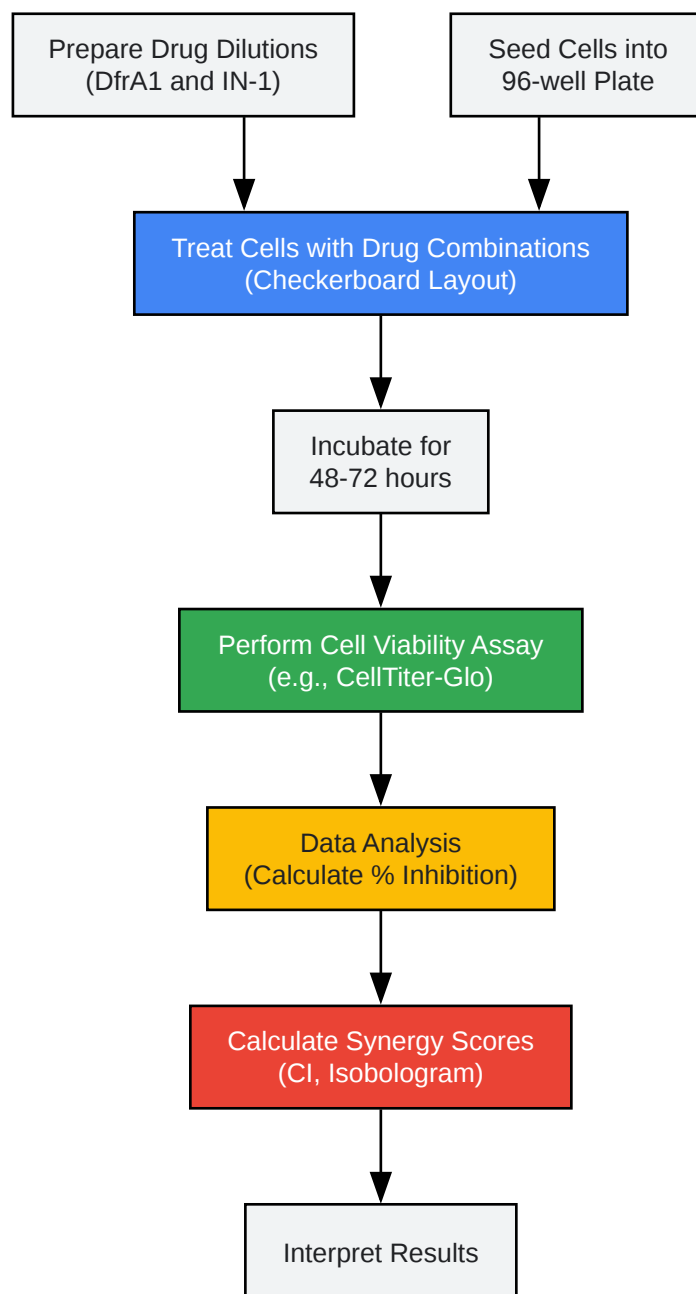 Prepare Drug Dilutions
(DfrA1 and IN-1)
Seed Cells into
96-well Plate
Treat Cells with Drug Combinations
(Checkerboard Layout)
Incubate for
48-72 hours
Perform Cell Viability Assay
(e.g., CellTiter-Glo)
Data Analysis
(Calculate % Inhibition)
Calculate Synergy Scores
(CI, Isobologram)
Interpret Results